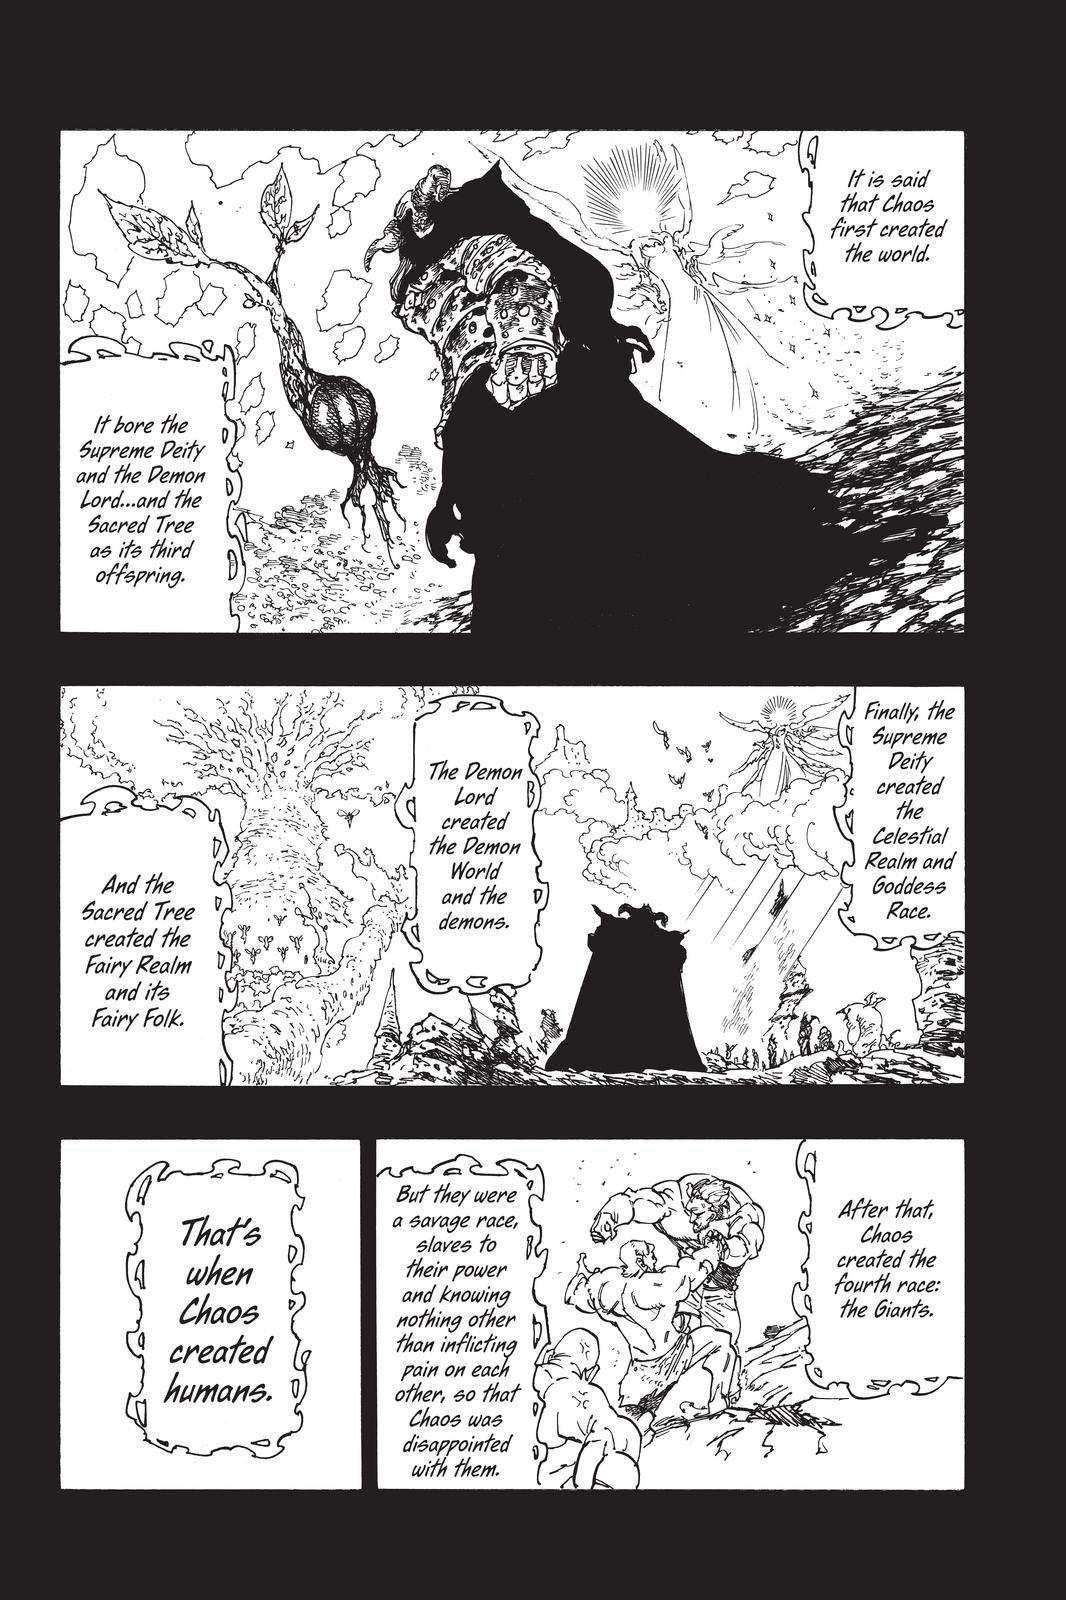 It is said
that Chaos
first created
the world.
It bore the
Supreme Deity
and the Demon
Lord...and the
Sacred Tree
as its third
offspring.
Finally, the
Supreme
Deity
created
the
Celestial
Realm and
Goddess
Race.
The Demon
Lord
created
the Demon
World
and the
demons.
And the
Sacred Tree
created the
Fairy Realm
and its
Fairy Folk.
After that,
Chaos
created the
fourth race:
the Giants.
But they were
a savage race,
slaves to
their power
and knowing
nothing other
than inflicting
pain on each
other, so that
Chaos was
disappointed
with them.
That's
when
Chaos
created
humans.